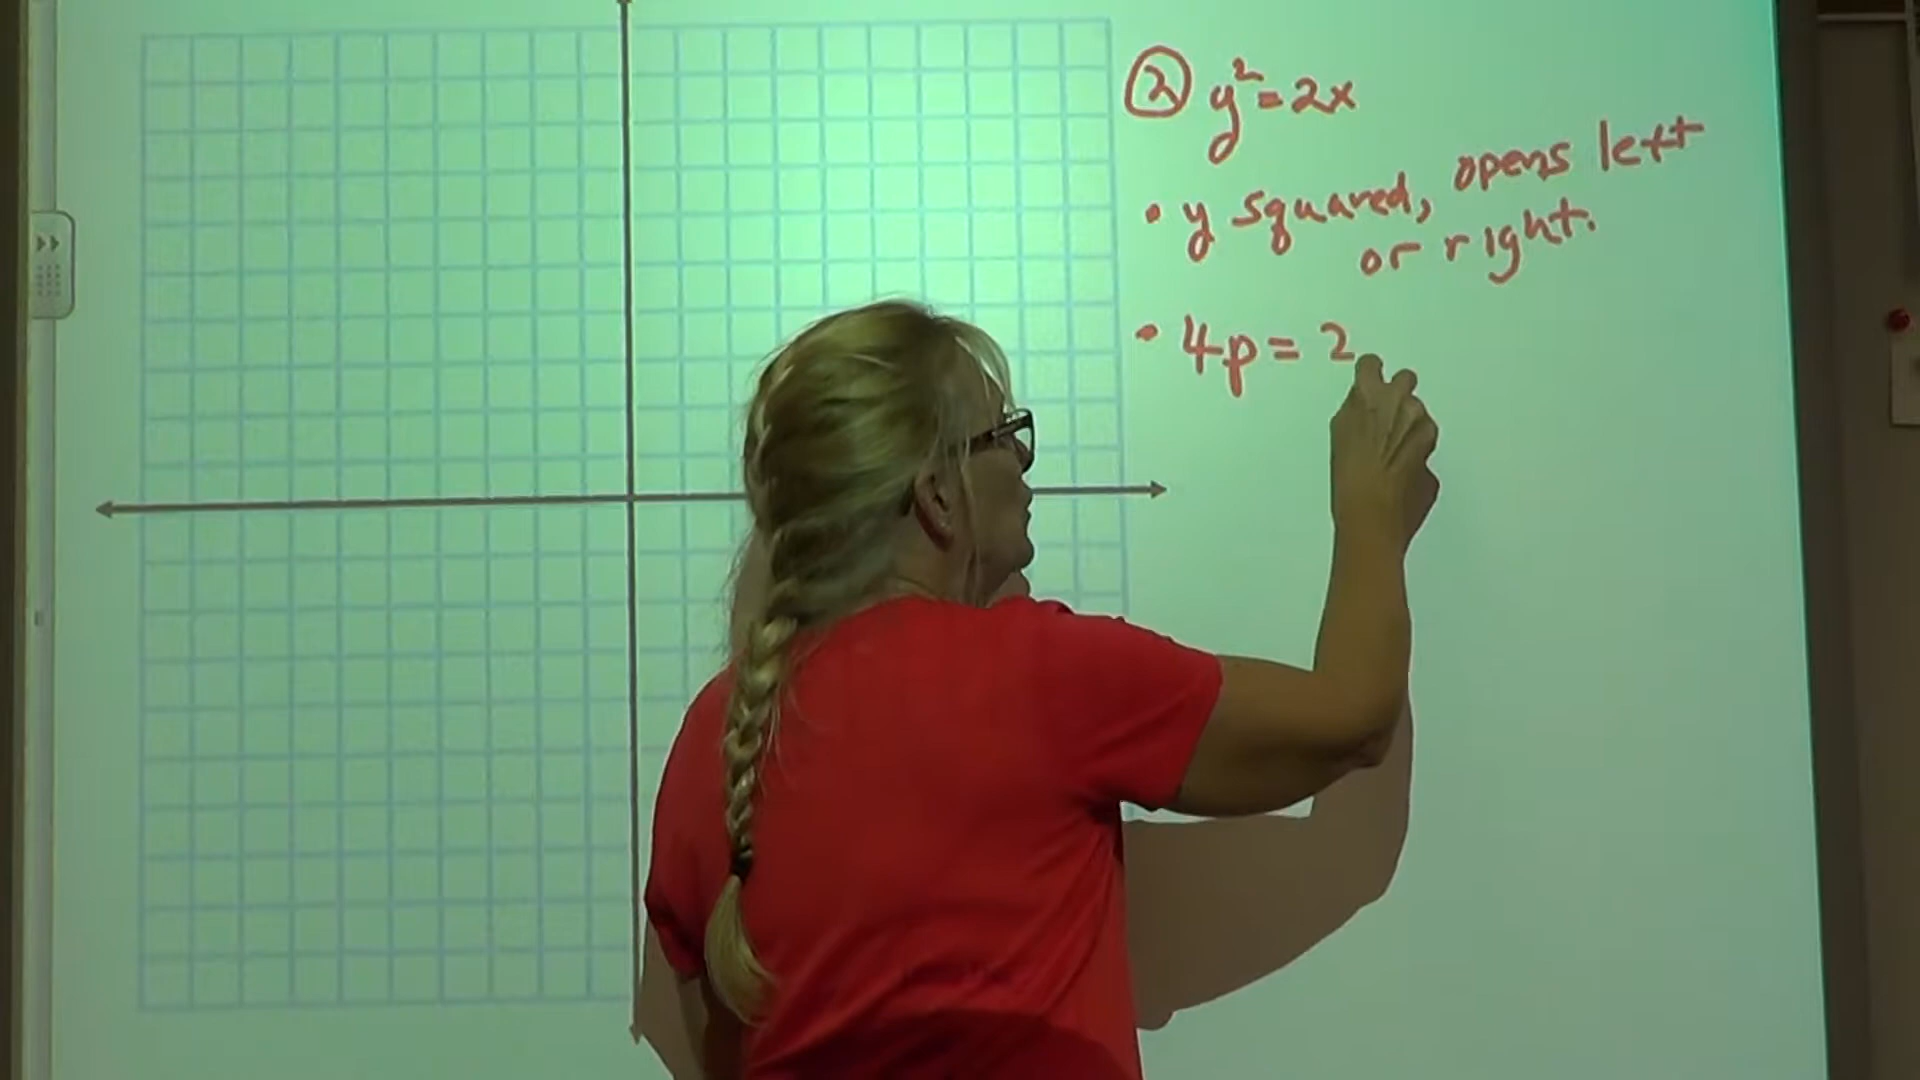 ② y² = 2x
• y squared, opens left
or right.
• 4p = 2